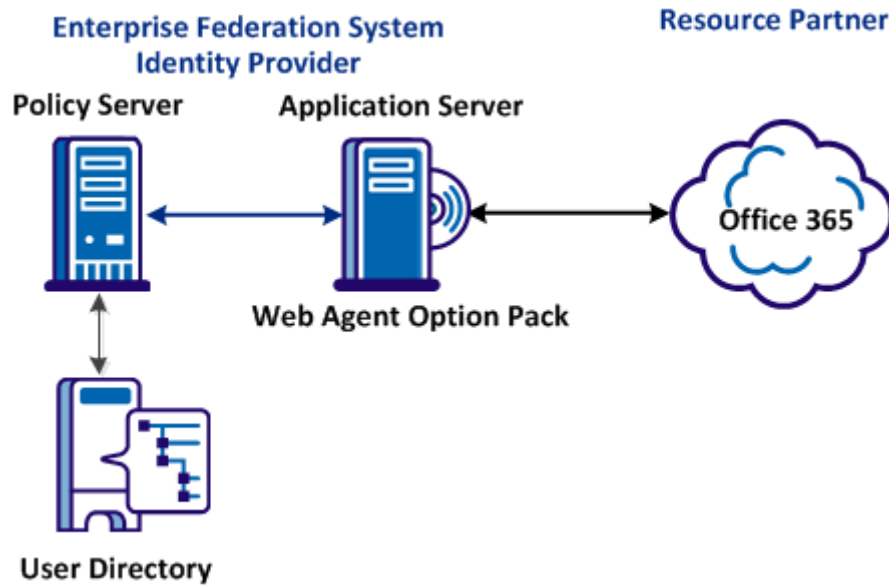 Enterprise Federation System
Identity Provider
Resource Partner
Policy Server
Application Server
Office 365
Web Agent Option Pack
User Directory